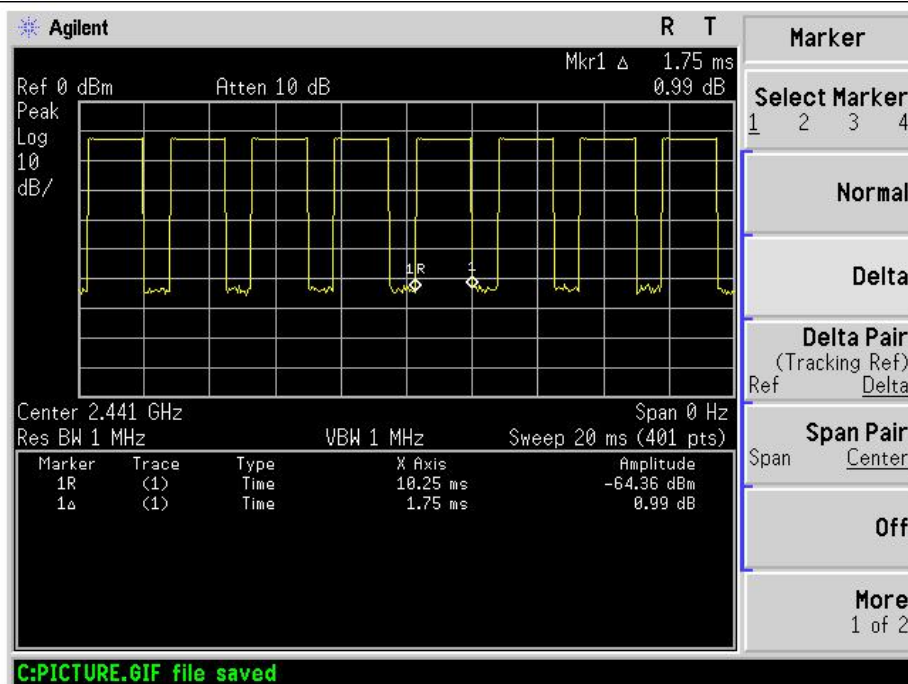 Agilent R T
Mkr1 Δ 1.75 ms
Ref 0 dBm Atten 10 dB 0.99 dB
Peak
Log
10
dB/
1R
1
Center 2.441 GHz Span 0 Hz
Res BW 1 MHz VBW 1 MHz Sweep 20 ms (401 pts)
Marker Trace Type X Axis Amplitude
1R (1) Time 10.25 ms -64.36 dBm
1Δ (1) Time 1.75 ms 0.99 dB
C:PICTURE.GIF file saved
Marker
Select Marker
1 2 3 4
Normal
Delta
Delta Pair
(Tracking Ref)
Ref Delta
Span Pair
Span Center
Off
More
1 of 2